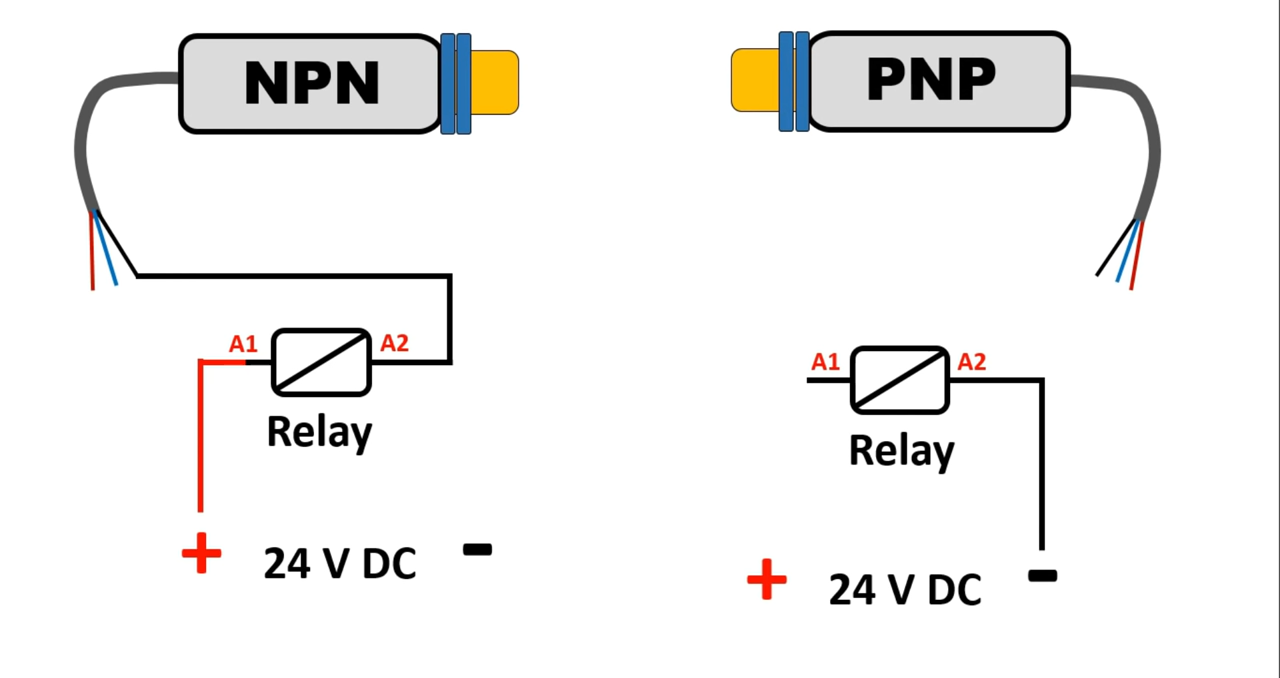 NPN
PNP
A1
A2
Relay
+ 24 V DC -
A1
A2
Relay
+ 24 V DC -